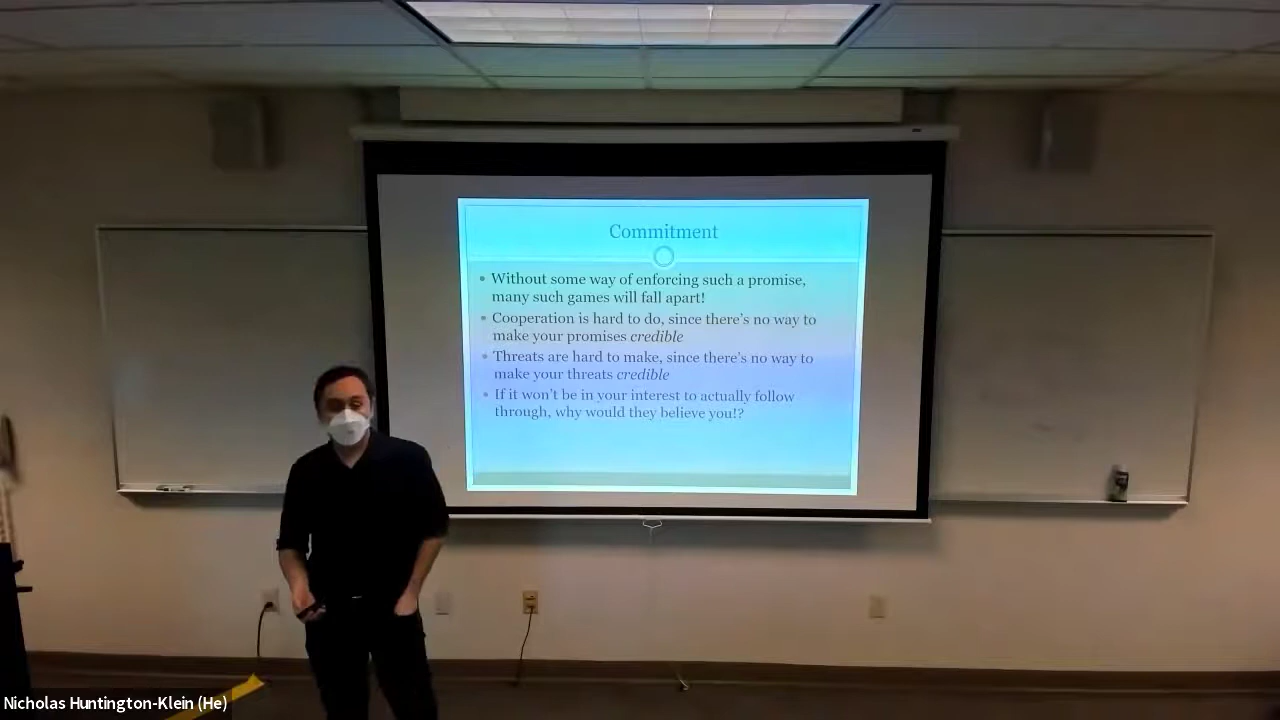 Commitment
• Without some way of enforcing such a promise,
many such games will fall apart!
• Cooperation is hard to do, since there's no way to
make your promises credible
• Threats are hard to make, since there's no way to
make your threats credible
• If it won't be in your interest to actually follow
through, why would they believe you!?
Nicholas Huntington-Klein (He)